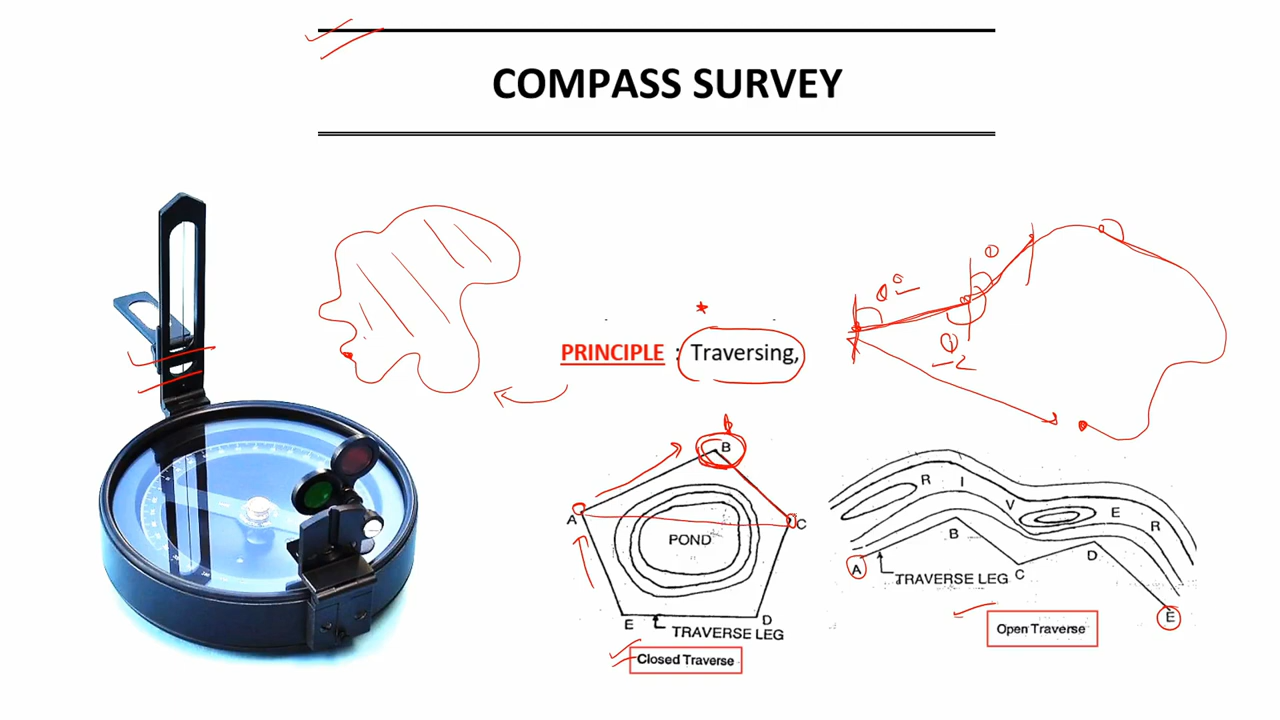 COMPASS SURVEY
PRINCIPLE : Traversing,
A
B
C
D
E
POND
TRAVERSE LEG
Closed Traverse
R I V E R
A
B
C
D
E
TRAVERSE LEG
Open Traverse